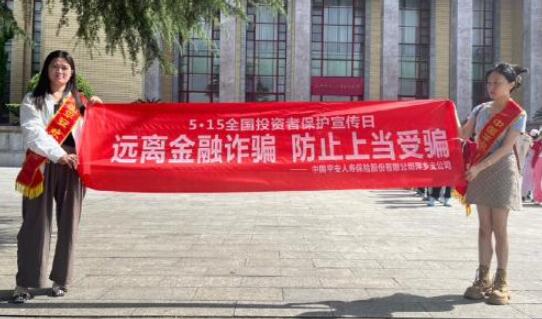 5·15全国投资者保护宣传日
远离金融诈骗 防止上当受骗
——中国平安人寿保险股份有限公司萍乡支公司